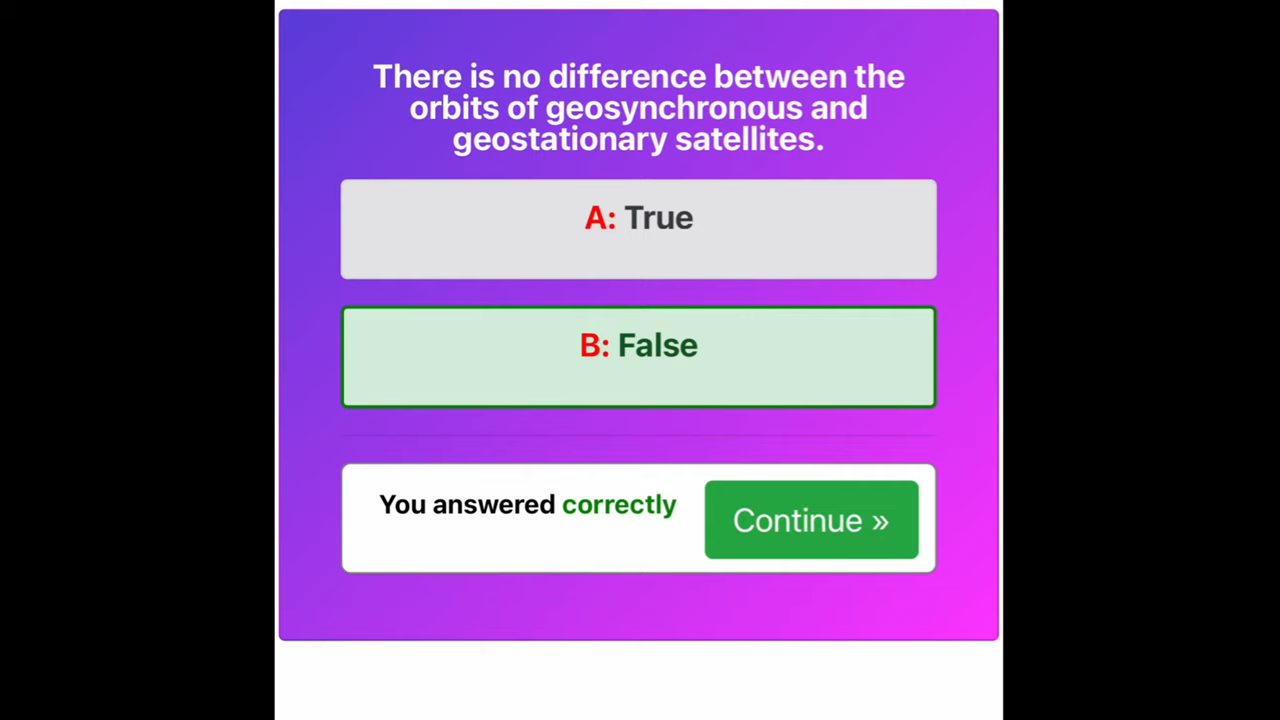 There is no difference between the
orbits of geosynchronous and
geostationary satellites.
A: True
B: False
You answered correctly
Continue »